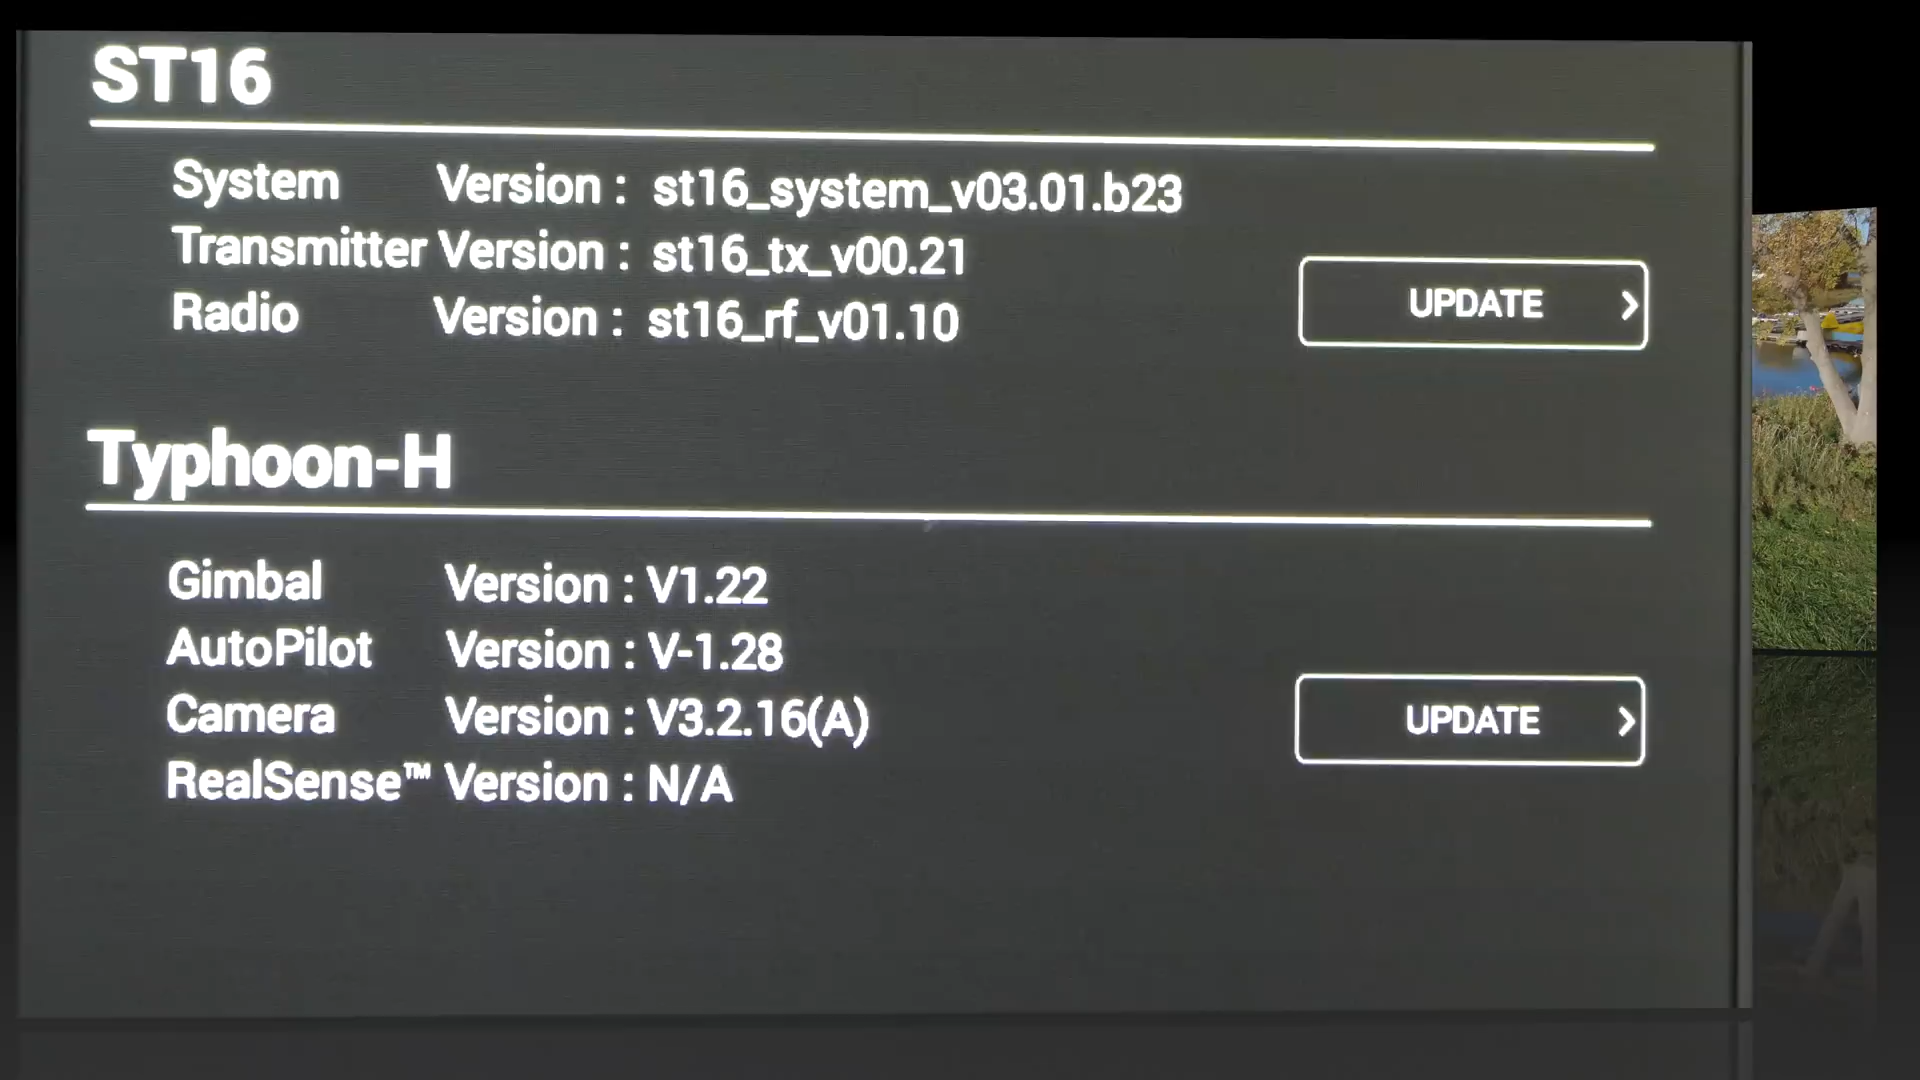 ST16
System Version : st16_system_v03.01.b23
Transmitter Version : st16_tx_v00.21
Radio Version : st16_rf_v01.10
UPDATE >
Typhoon-H
Gimbal Version : V1.22
AutoPilot Version : V-1.28
Camera Version : V3.2.16(A)
UPDATE >
RealSense™ Version : N/A